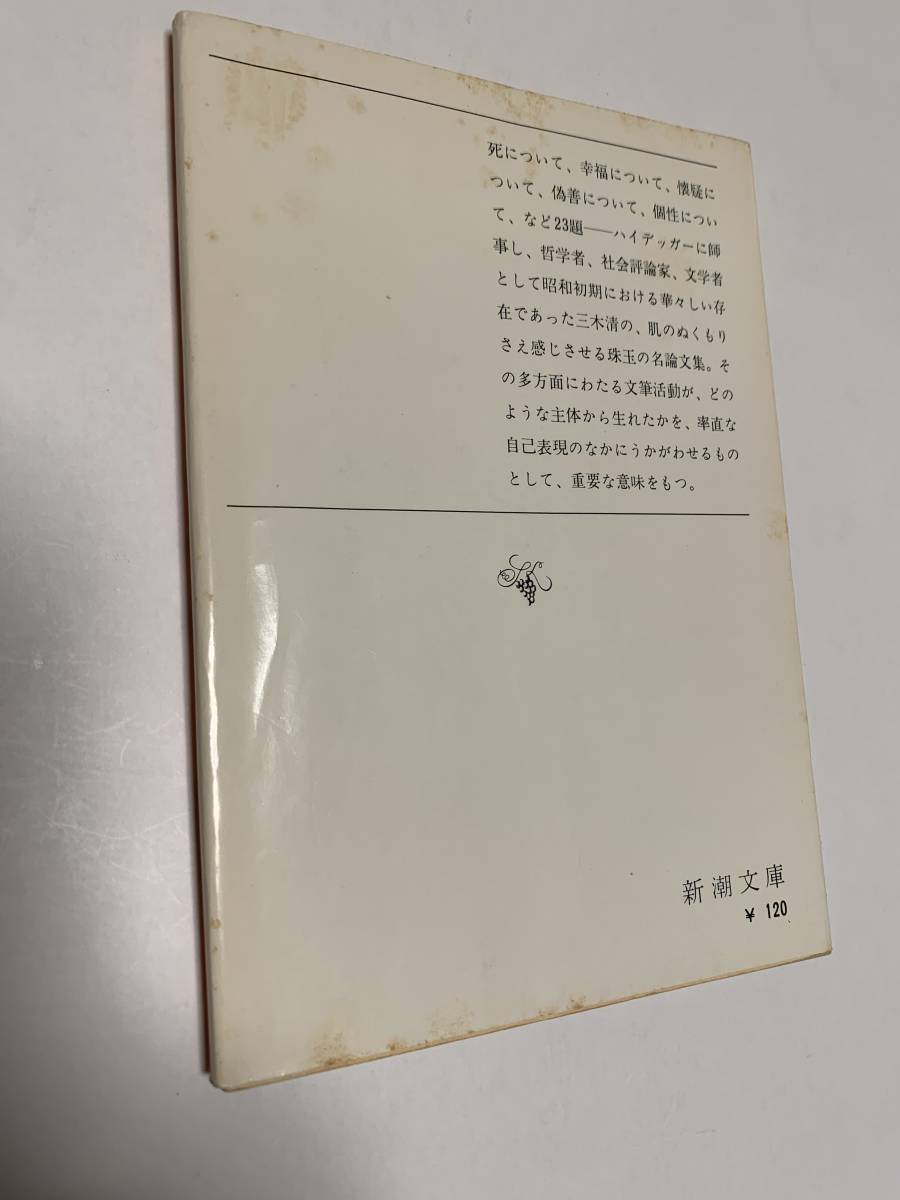 死について、幸福について、懐疑に
ついて、偽善について、個性につい
て、など23題──ハイデッガーに師
事し、哲学者、社会評論家、文学者
として昭和初期における華々しい存
在であった三木清の、肌のぬくもり
さえ感じさせる珠玉の名論文集。そ
の多方面にわたる文筆活動が、どの
ような主体から生れたかを、率直な
自己表現のなかにうかがわせるもの
として、重要な意味をもつ。
新潮文庫
¥ 120